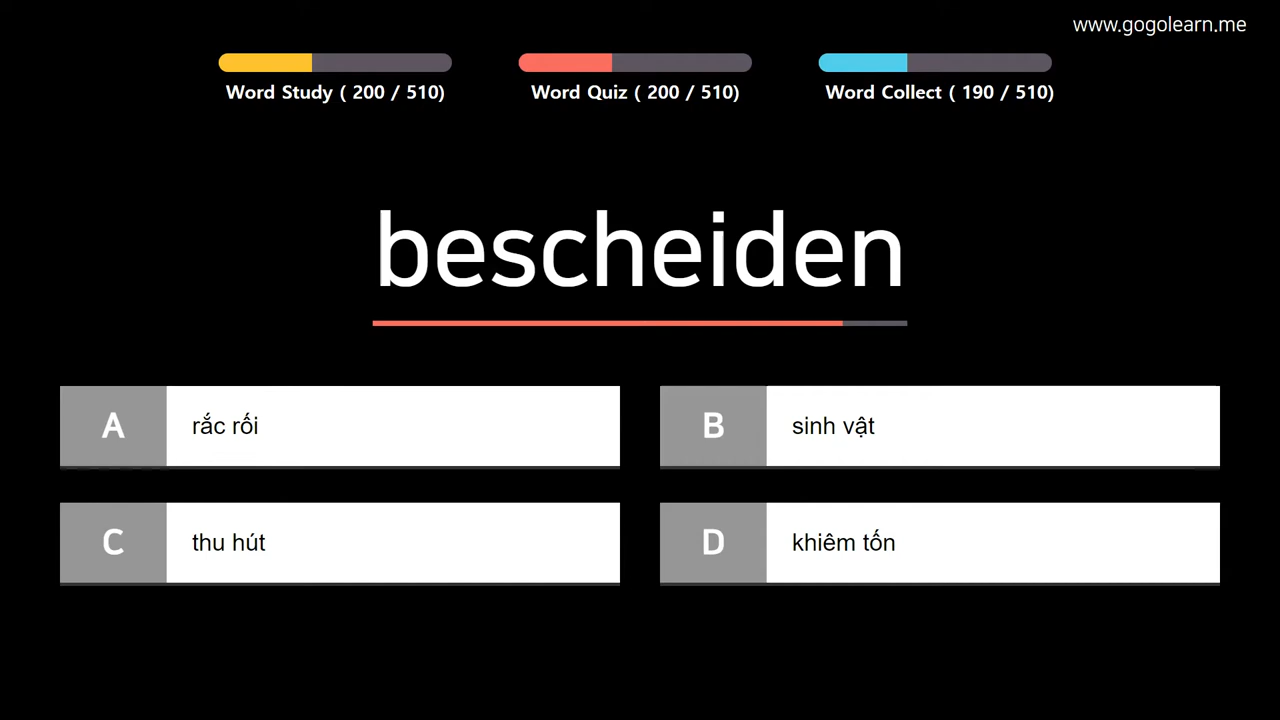 www.gogolearn.me
Word Study ( 200 / 510)
Word Quiz ( 200 / 510)
Word Collect ( 190 / 510)
bescheiden
A rắc rối
B sinh vật
C thu hút
D khiêm tốn